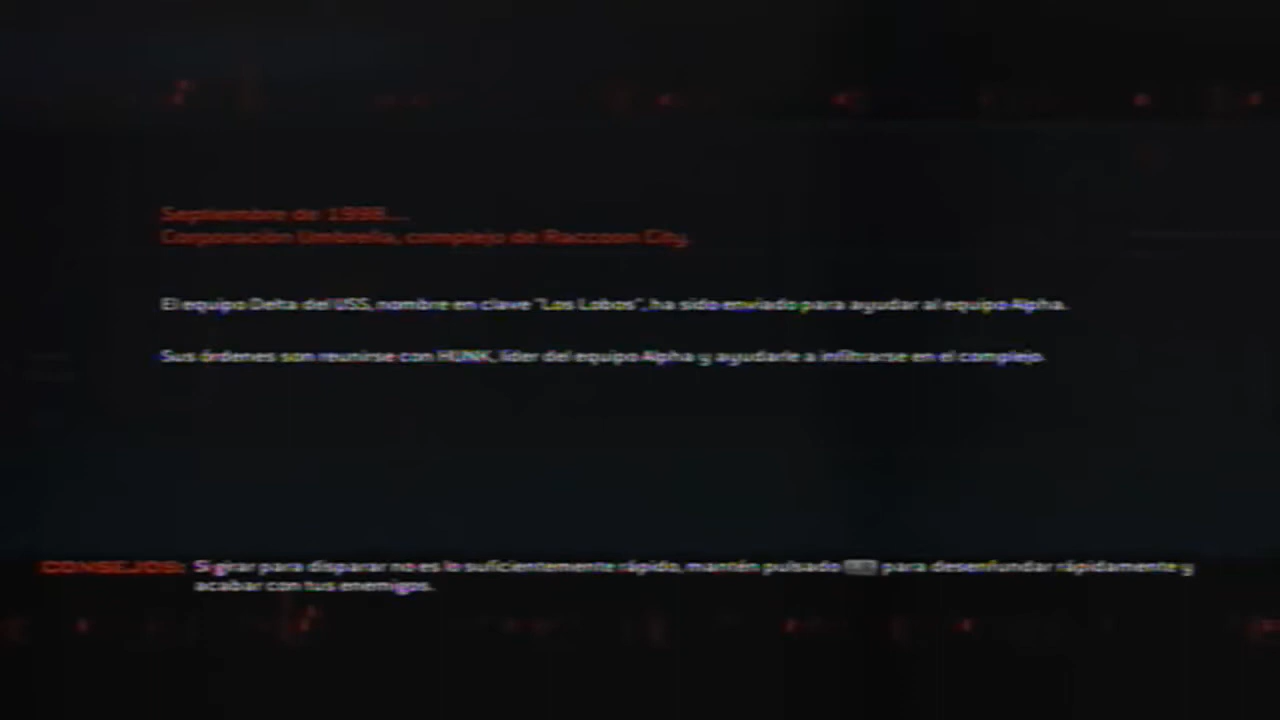 Septiembre de 1998...
Corporación Umbrella, complejo de Raccoon City.
El equipo Delta del USS, nombre en clave "Los Lobos", ha sido enviado para ayudar al equipo Alpha.
Sus órdenes son reunirse con HUNK, líder del equipo Alpha y ayudarle a infiltrarse en el complejo.
CONSEJOS: Si girar para disparar no es lo suficientemente rápido, mantén pulsado para desenfundar rápidamente y
acabar con tus enemigos.